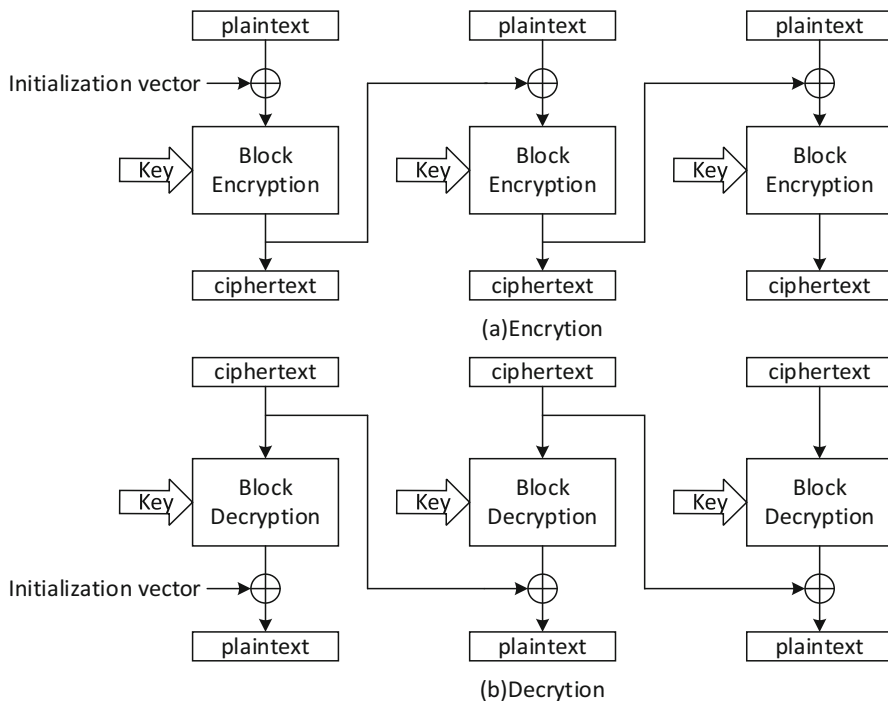 plaintext plaintext plaintext
Initialization vector
Key Block Encryption Key Block Encryption Key Block Encryption
ciphertext ciphertext ciphertext
(a)Encrytion
ciphertext ciphertext ciphertext
Key Block Decryption Key Block Decryption Key Block Decryption
Initialization vector
plaintext plaintext plaintext
(b)Decrytion